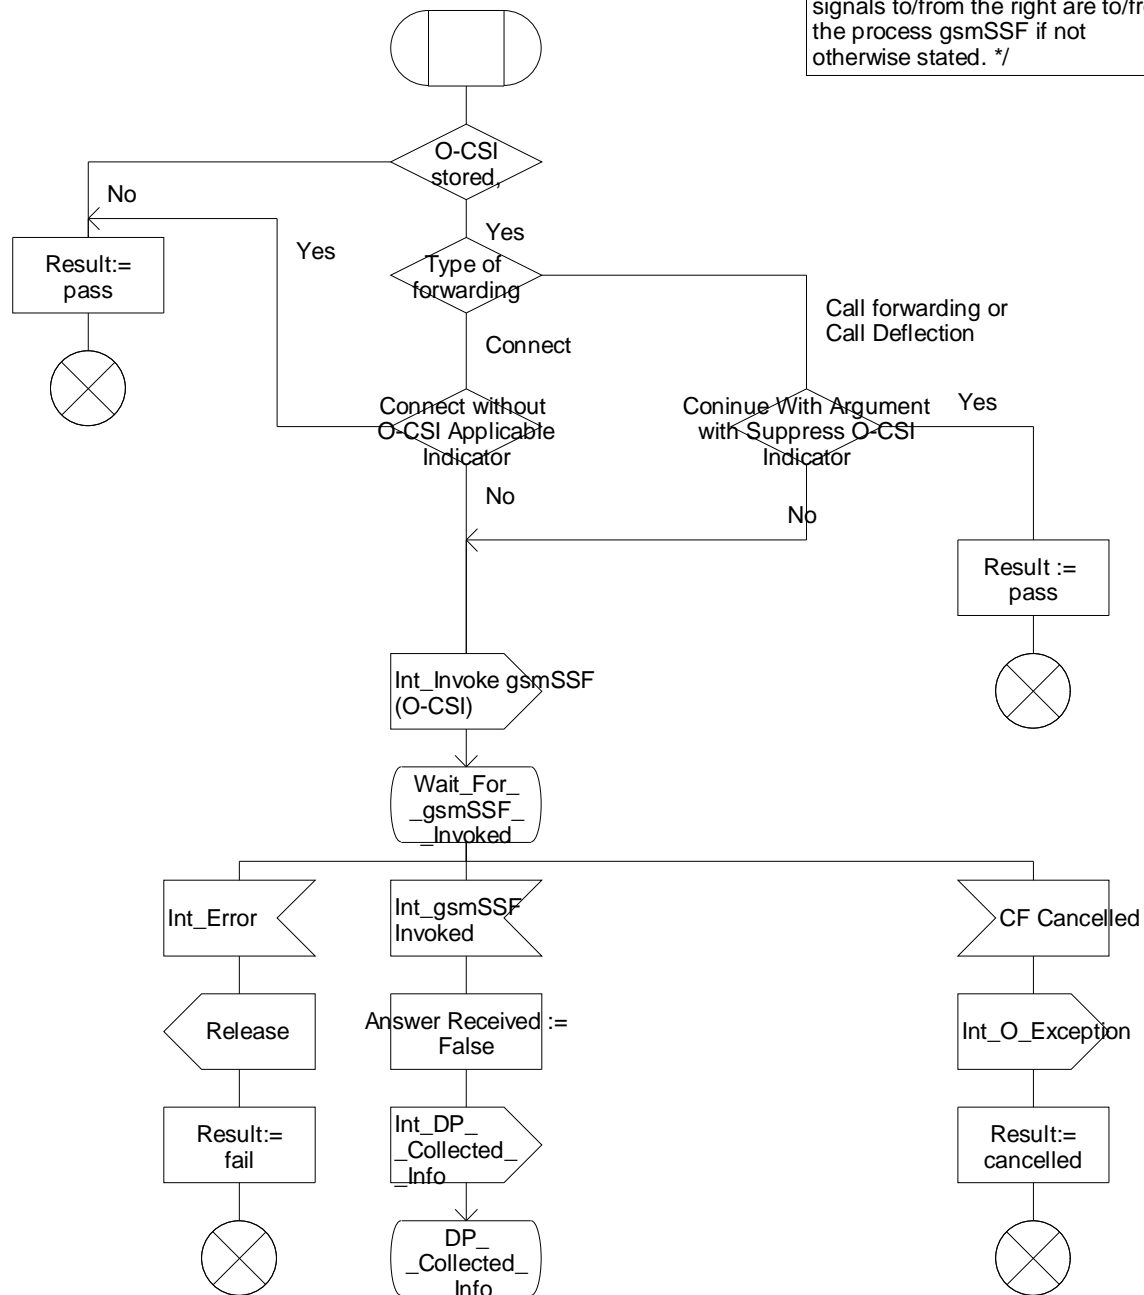 signals to/from the right are to/fr
the process gsmSSF if not
otherwise stated. */
O-CSI
stored,
No
Yes
Yes
Result:=
pass
Type of
forwarding
Call forwarding or
Call Deflection
Connect
Connect without
O-CSI Applicable
Indicator
Coninue With Argument
with Suppress O-CSI
Indicator
Yes
No
No
Result :=
pass
Int_Invoke gsmSSF
(O-CSI)
Wait_For_
_gsmSSF_
_Invoked
Int_Error
Int_gsmSSF
Invoked
CF Cancelled
Release
Answer Received :=
False
Int_O_Exception
Result:=
fail
Int_DP_
_Collected_
_Info
Result:=
cancelled
DP_
_Collected_
Info